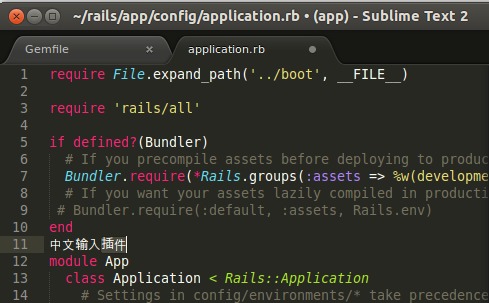 ~/rails/app/config/application.rb • (app) - Sublime Text 2
Gemfile × application.rb
1 require File.expand_path('../boot', __FILE__)
2
3 require 'rails/all'
4
5 if defined?(Bundler)
6 # If you precompile assets before deploying to produc
7 Bundler.require(*Rails.groups(:assets => %w(developme
8 # If you want your assets lazily compiled in producti
9 # Bundler.require(:default, :assets, Rails.env)
10 end
11 中文输入插件
12 module App
13 class Application < Rails::Application
14 # Settings in config/environments/* take precedence